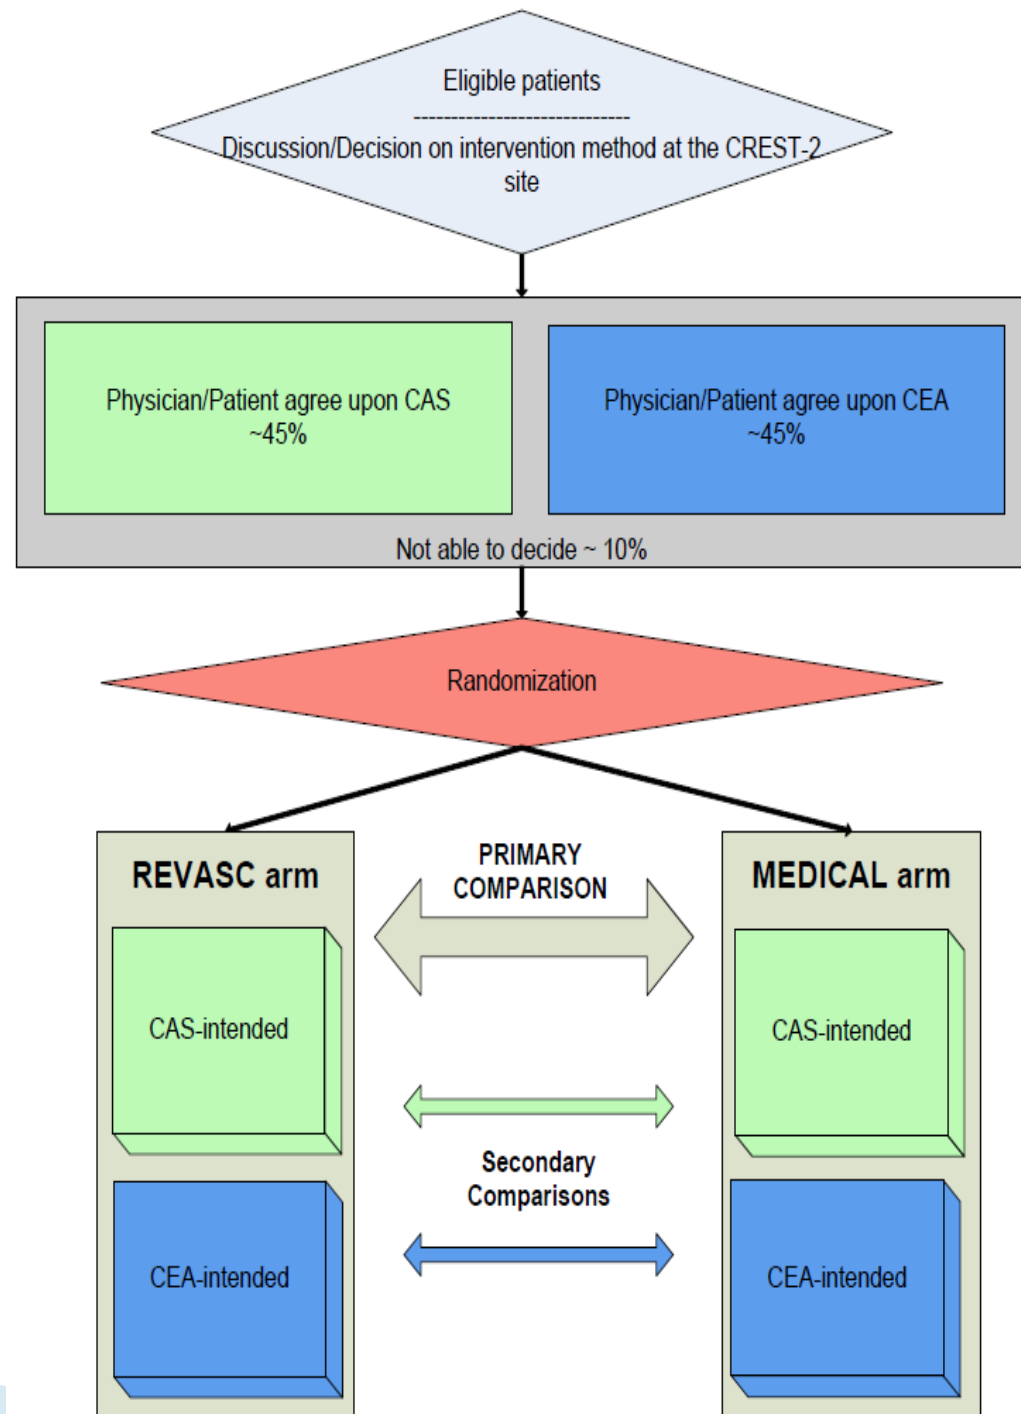 Eligible patients
-----------------------------
Discussion/Decision on intervention method at the CREST-2
site
Physician/Patient agree upon CAS
~45%
Physician/Patient agree upon CEA
~45%
Not able to decide ~ 10%
Randomization
REVASC arm
PRIMARY
COMPARISON
MEDICAL arm
CAS-intended
CAS-intended
Secondary
Comparisons
CEA-intended
CEA-intended